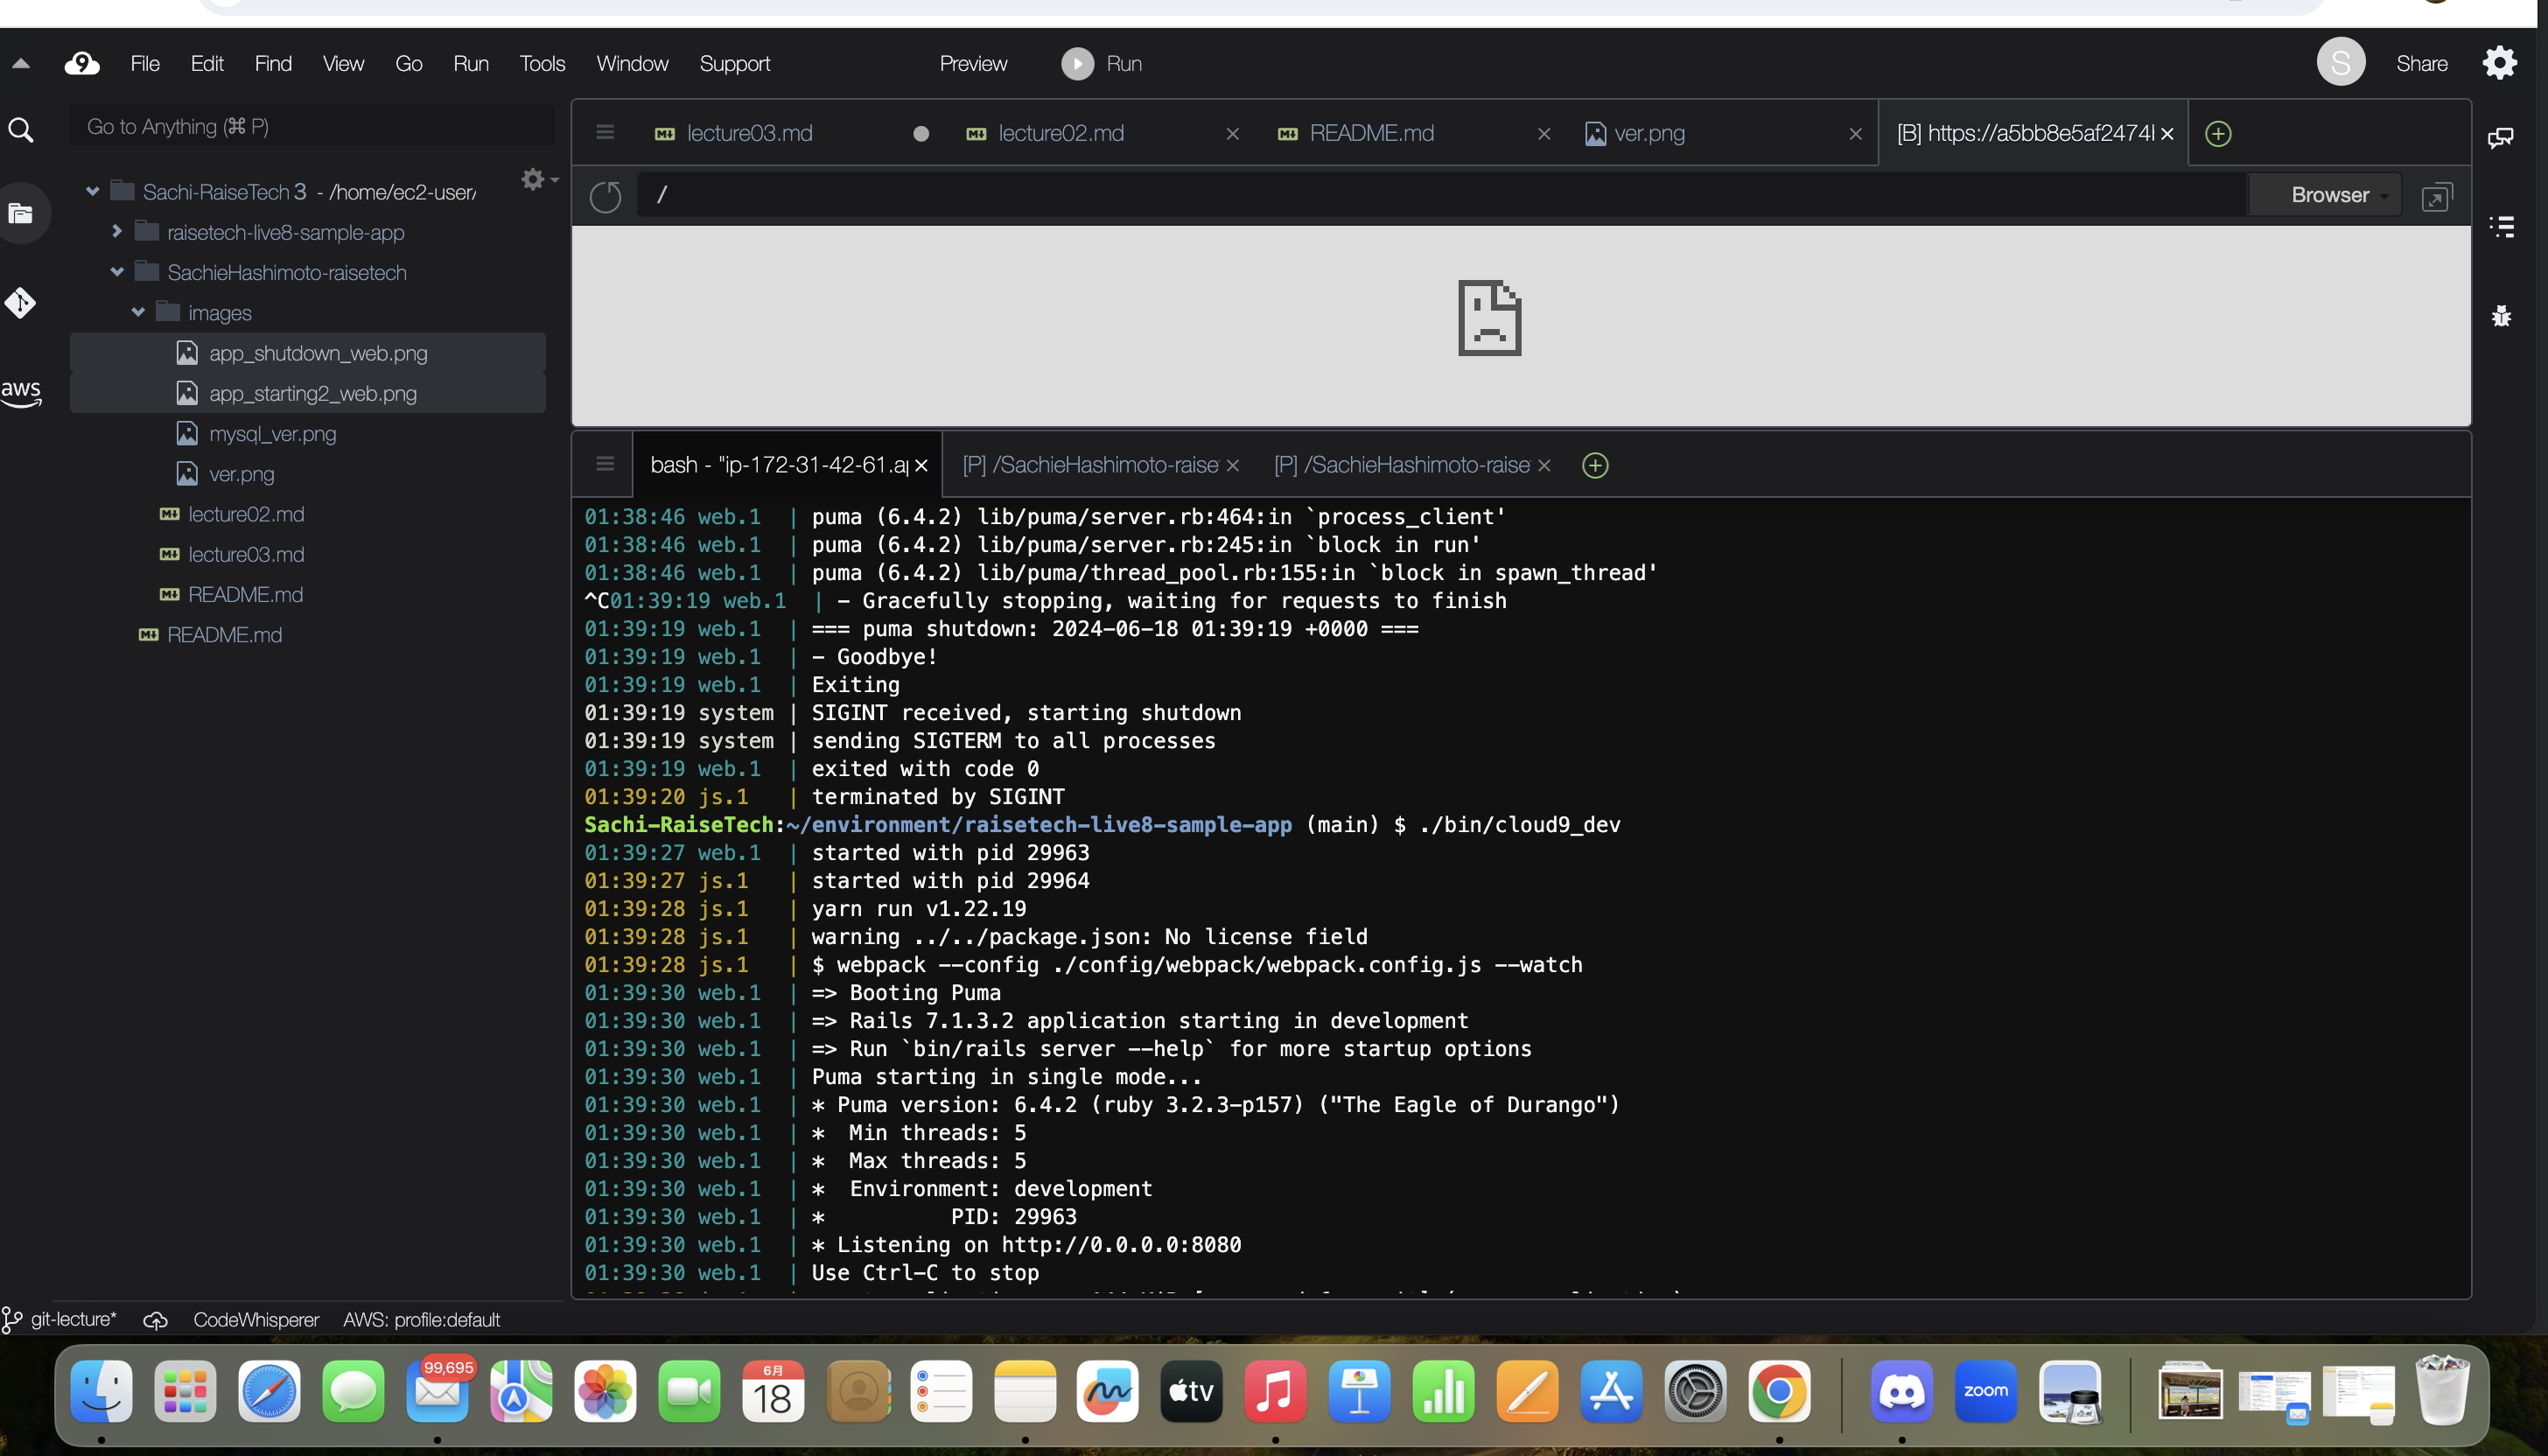 File Edit Find View Go Run Tools Window Support Preview Run S Share
Go to Anything (⌘ P)
lecture03.md lecture02.md README.md ver.png [B] https://a5bb8e5af2474
/ Browser
Sachi-RaiseTech 3 - /home/ec2-user/
raisetech-live8-sample-app
SachieHashimoto-raisetech
images
app_shutdown_web.png
app_starting2_web.png
mysql_ver.png
ver.png
lecture02.md
lecture03.md
README.md
README.md
aws
bash - "ip-172-31-42-61.ap [P] /SachieHashimoto-raise [P] /SachieHashimoto-raise
01:38:46 web.1 | puma (6.4.2) lib/puma/server.rb:464:in `process_client'
01:38:46 web.1 | puma (6.4.2) lib/puma/server.rb:245:in `block in run'
01:38:46 web.1 | puma (6.4.2) lib/puma/thread_pool.rb:155:in `block in spawn_thread'
^C01:39:19 web.1 | - Gracefully stopping, waiting for requests to finish
01:39:19 web.1 | === puma shutdown: 2024-06-18 01:39:19 +0000 ===
01:39:19 web.1 | - Goodbye!
01:39:19 web.1 | Exiting
01:39:19 system | SIGINT received, starting shutdown
01:39:19 system | sending SIGTERM to all processes
01:39:19 web.1 | exited with code 0
01:39:20 js.1 | terminated by SIGINT
Sachi-RaiseTech:~/environment/raisetech-live8-sample-app (main) $ ./bin/cloud9_dev
01:39:27 web.1 | started with pid 29963
01:39:27 js.1 | started with pid 29964
01:39:28 js.1 | yarn run v1.22.19
01:39:28 js.1 | warning ../../package.json: No license field
01:39:28 js.1 | $ webpack --config ./config/webpack/webpack.config.js --watch
01:39:30 web.1 | => Booting Puma
01:39:30 web.1 | => Rails 7.1.3.2 application starting in development
01:39:30 web.1 | => Run `bin/rails server --help` for more startup options
01:39:30 web.1 | Puma starting in single mode...
01:39:30 web.1 | * Puma version: 6.4.2 (ruby 3.2.3-p157) ("The Eagle of Durango")
01:39:30 web.1 | * Min threads: 5
01:39:30 web.1 | * Max threads: 5
01:39:30 web.1 | * Environment: development
01:39:30 web.1 | * PID: 29963
01:39:30 web.1 | * Listening on http://0.0.0.0:8080
01:39:30 web.1 | Use Ctrl-C to stop
git-lecture* CodeWhisperer AWS: profile:default
99,695
6月
18
tv
zoom